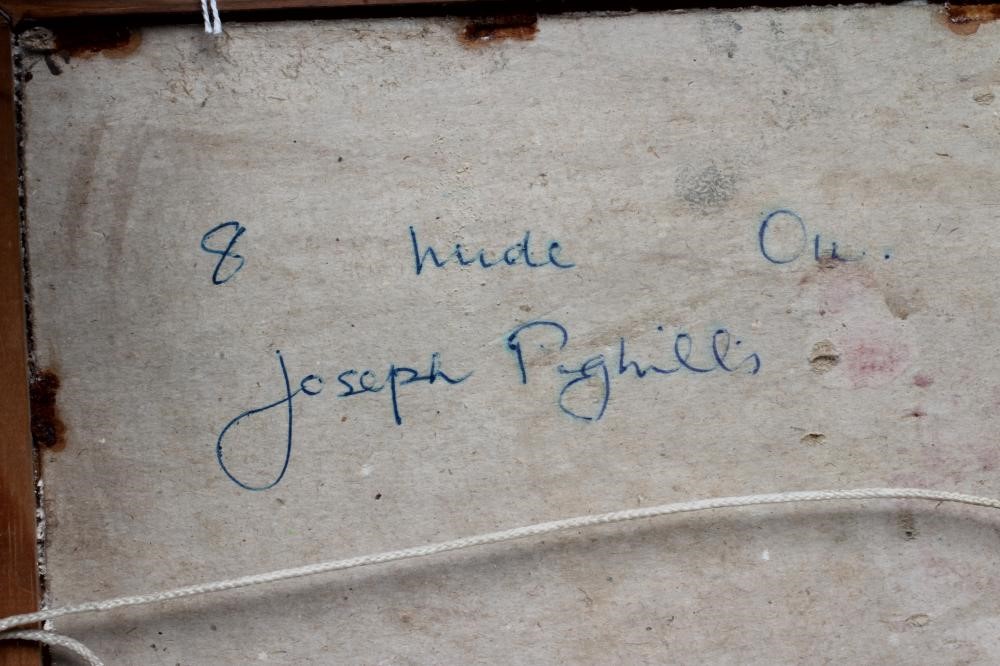 8 nude Oil.
Joseph Pighills